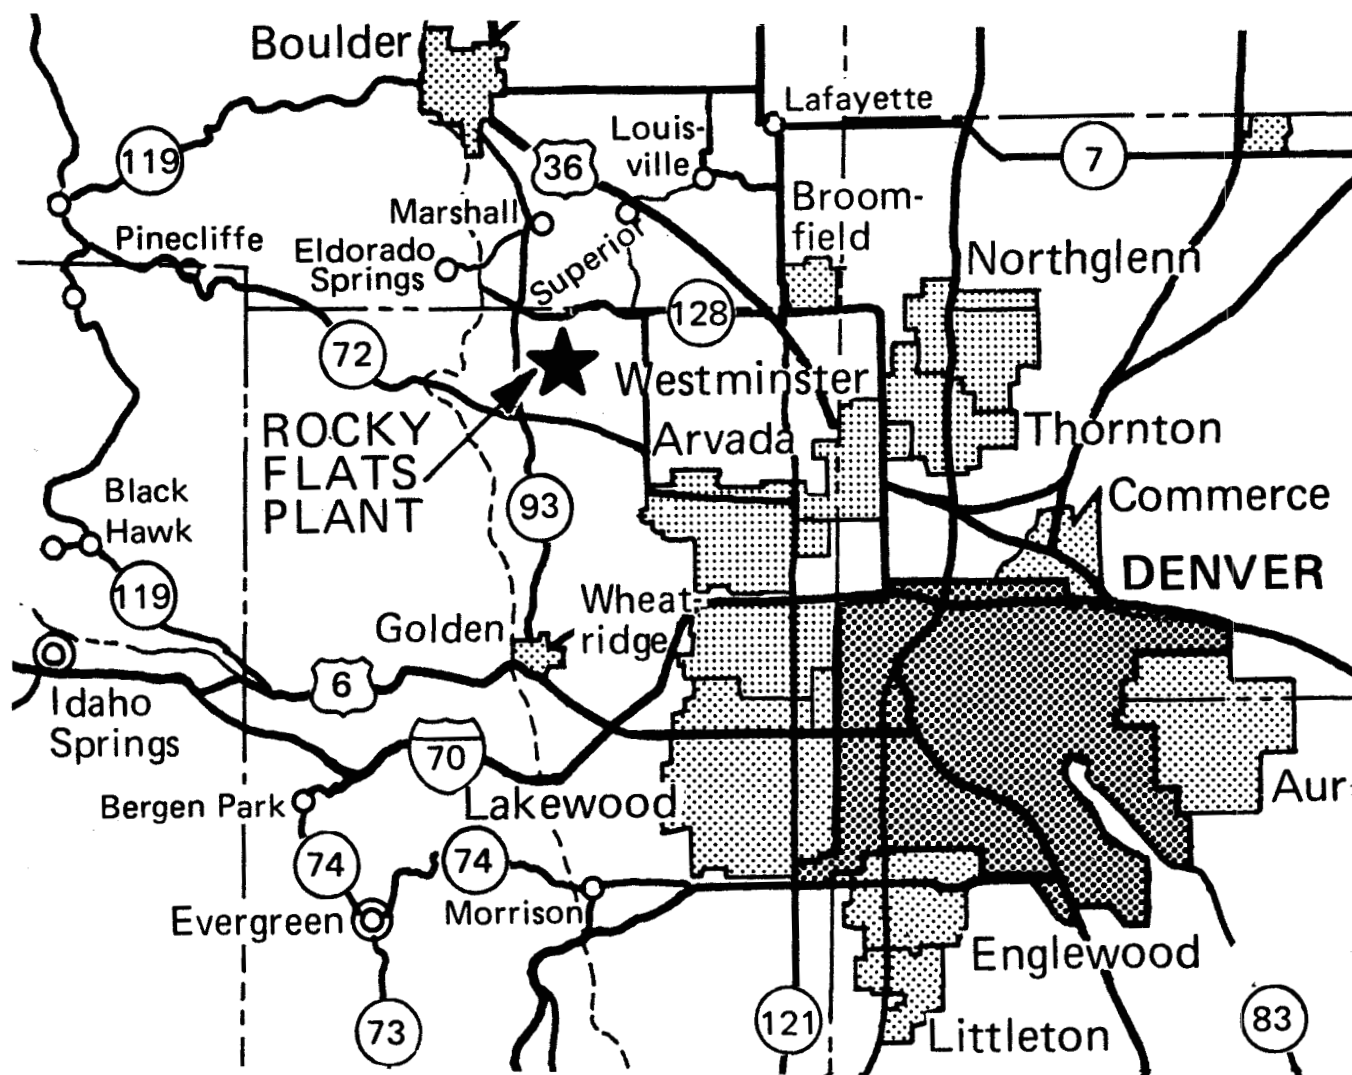 Boulder
Lafayette
Louis-
ville
119
36
7
Marshall
Broom-
field
Pinecliffe
Eldorado
Springs
Superior
Northglenn
128
72
Westminster
ROCKY
FLATS
PLANT
Arvada
Thornton
Black
Hawk
93
Commerce
DENVER
119
Golden
Wheat-
ridge
6
Idaho
Springs
70
Bergen Park
Lakewood
Aur-
74
74
Evergreen
Morrison
Englewood
73
121
Littleton
83